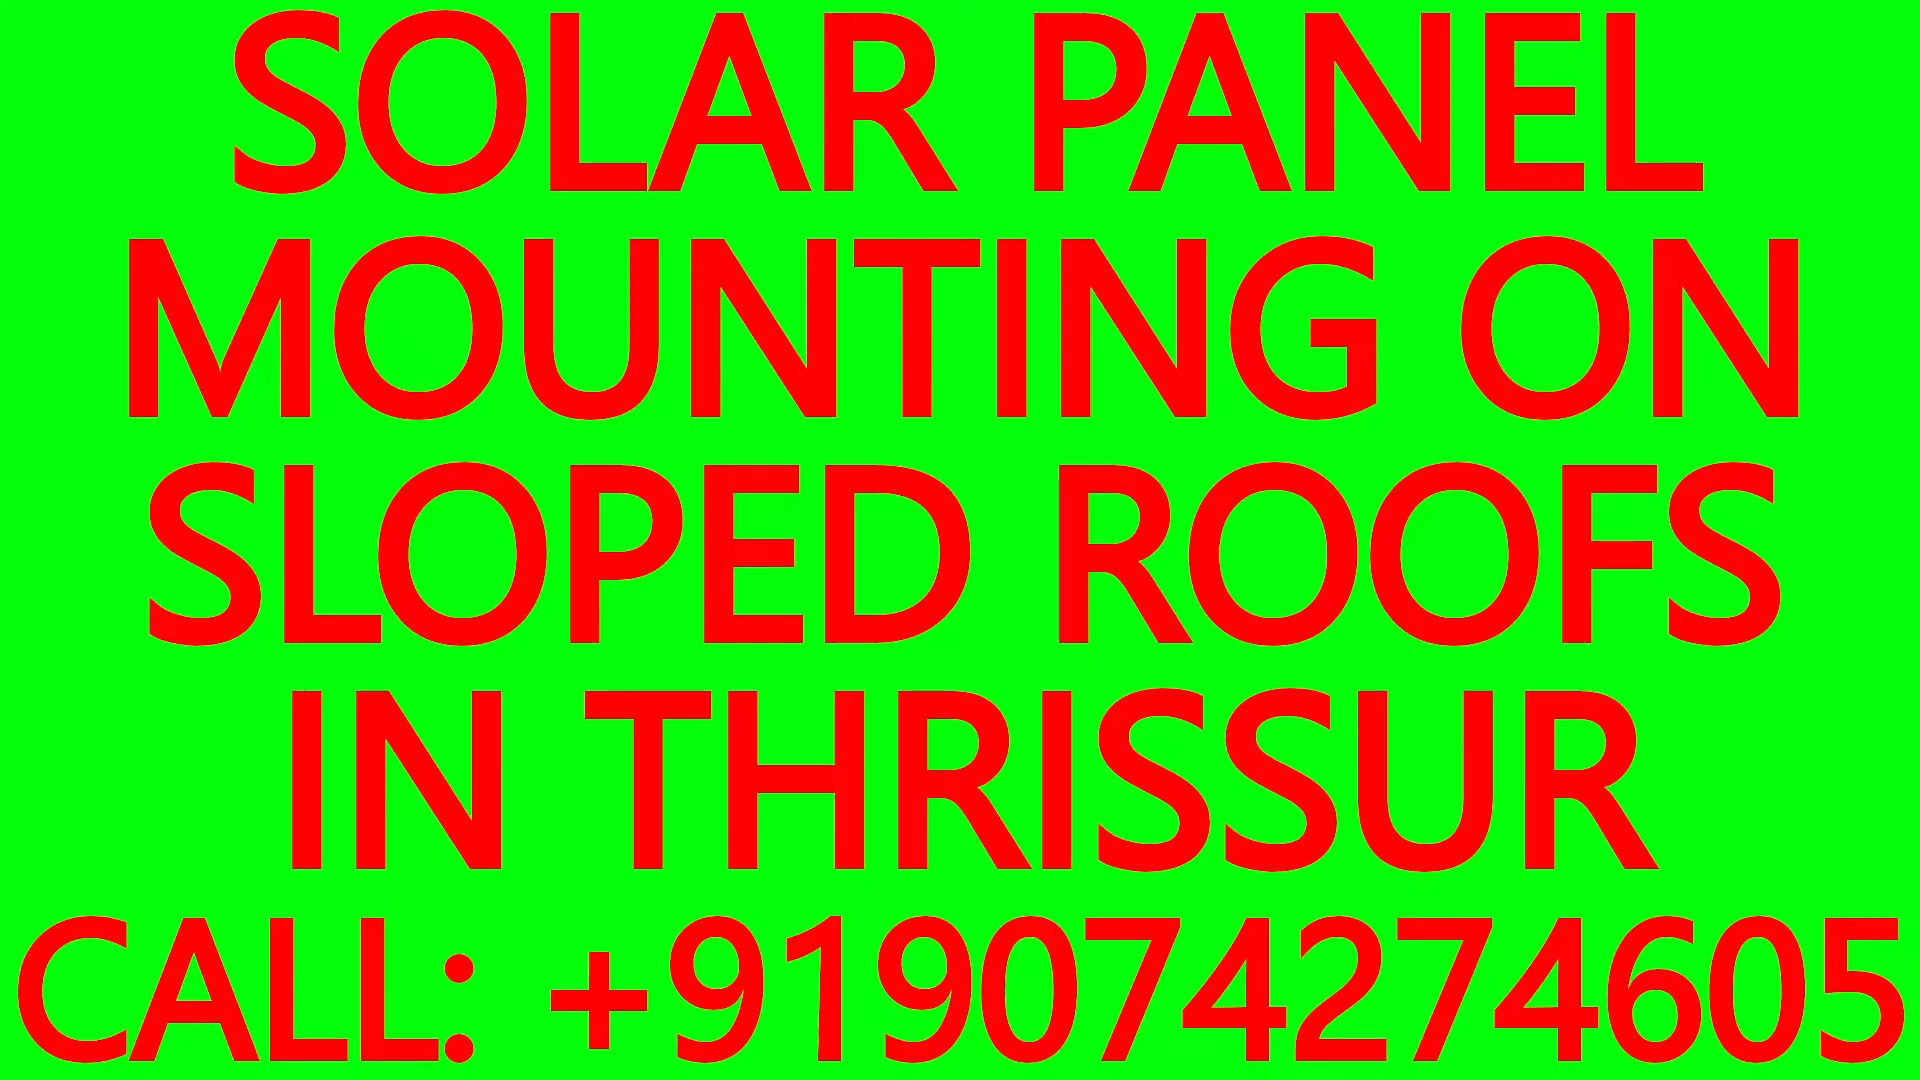 SOLAR PANEL
MOUNTING ON
SLOPED ROOFS
IN THRISSUR
CALL: +919074274605